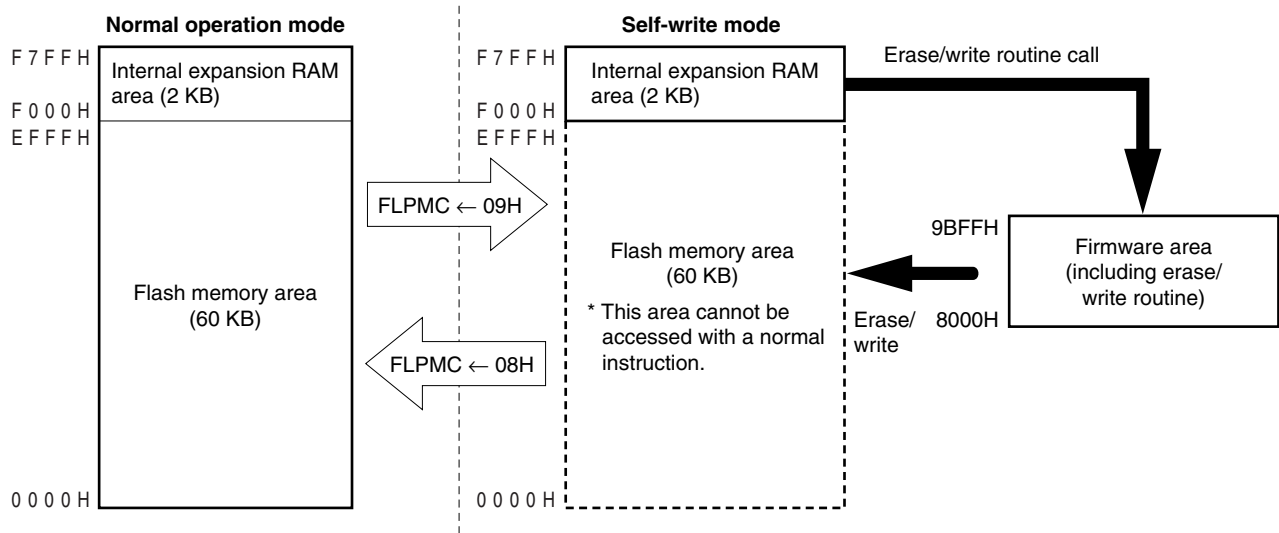 Normal operation mode
F7FFH
Internal expansion RAM
area (2 KB)
F000H
EFFFH
Flash memory area
(60 KB)
0000H
FLPMC ← 09H
FLPMC ← 08H
Self-write mode
F7FFH
Internal expansion RAM
area (2 KB)
F000H
EFFFH
Flash memory area
(60 KB)
* This area cannot be
accessed with a normal
instruction.
0000H
Erase/write routine call
9BFFH
Firmware area
(including erase/
write routine)
8000H
Erase/
write